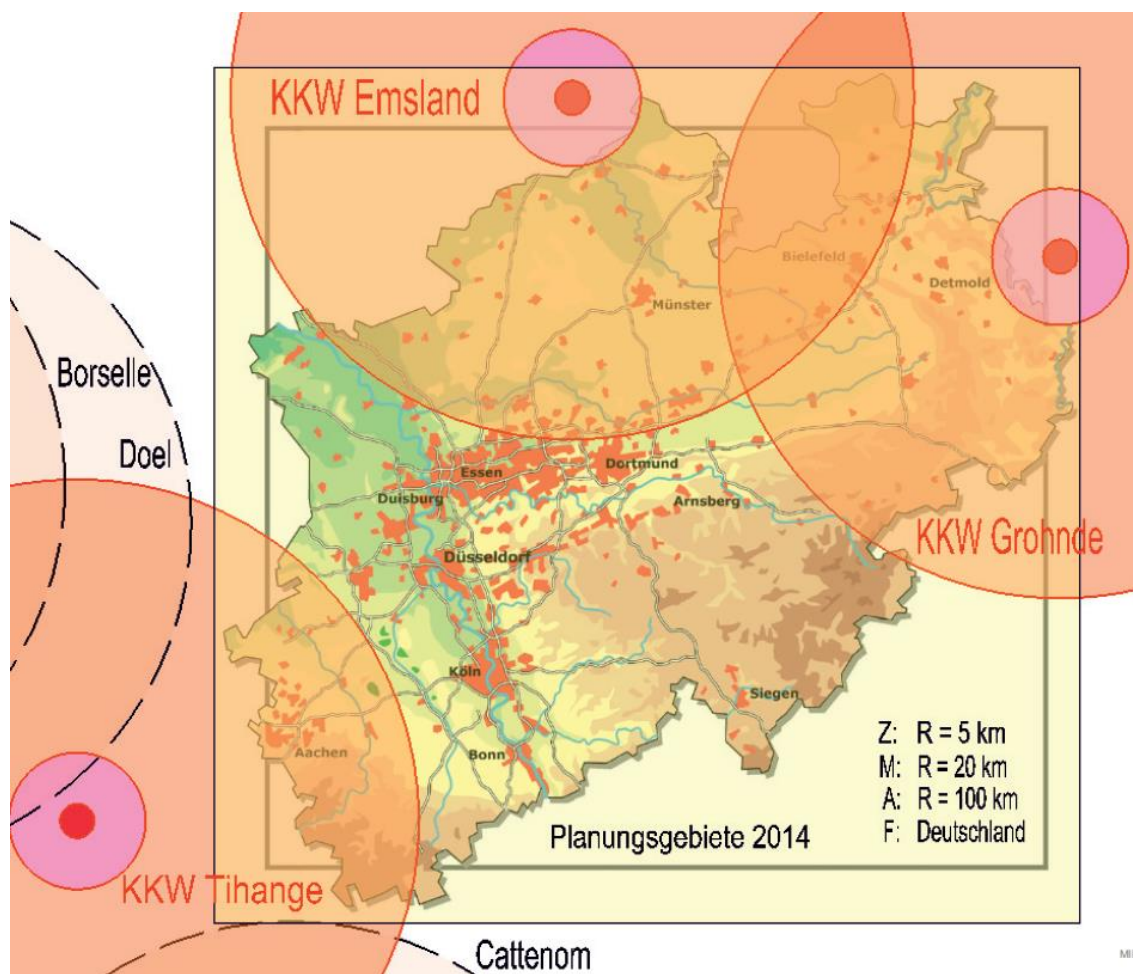 KKW Emsland
Bielefeld
Detmold
Münster
Borselle
Doel
Essen
Dortmund
Duisburg
Arnsberg
KKW Grohnde
Düsseldorf
Köln
Siegen
Aachen
Bonn
Z: R = 5 km
M: R = 20 km
A: R = 100 km
F: Deutschland
Planungsgebiete 2014
KKW Tihange
Cattenom